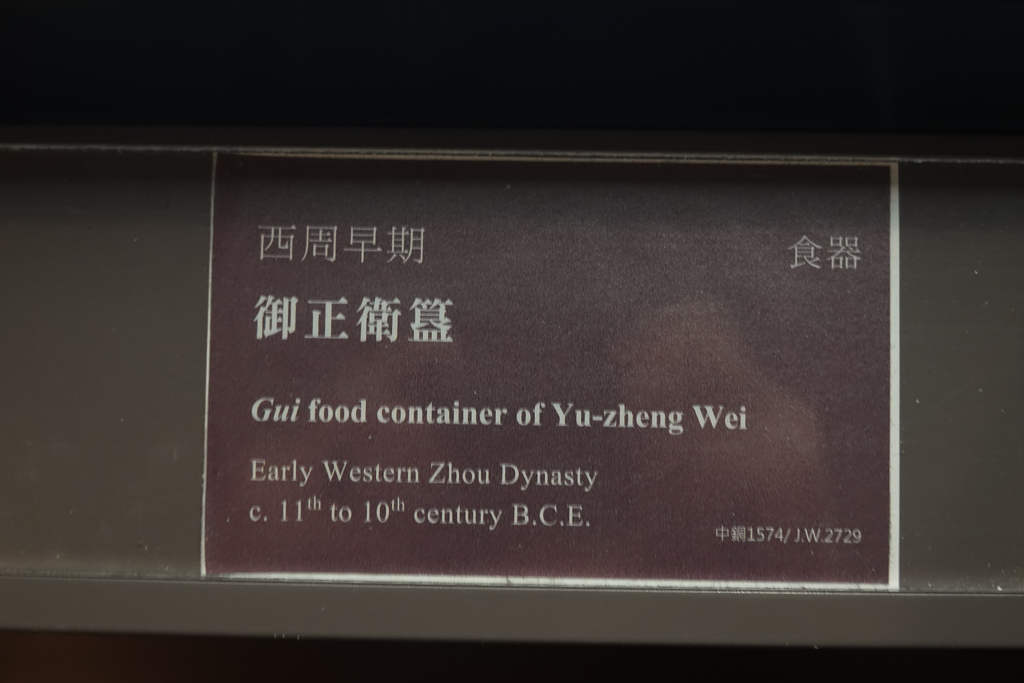 西周早期 食器
御正衛簋
Gui food container of Yu-zheng Wei
Early Western Zhou Dynasty
c. 11th to 10th century B.C.E.
中銅1574/ J.W.2729